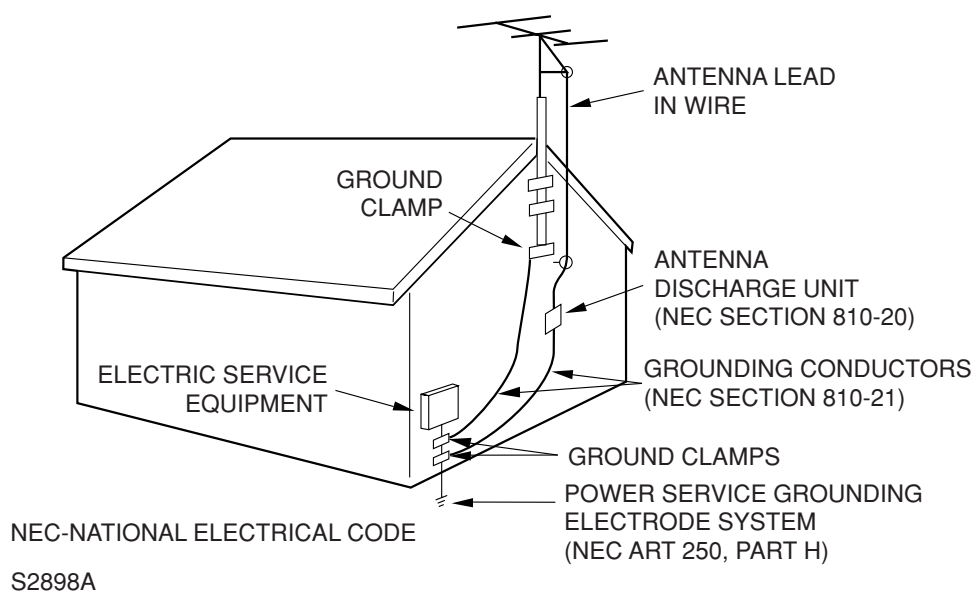 ANTENNA LEAD
IN WIRE
GROUND
CLAMP
ANTENNA
DISCHARGE UNIT
(NEC SECTION 810-20)
ELECTRIC SERVICE
EQUIPMENT
GROUNDING CONDUCTORS
(NEC SECTION 810-21)
GROUND CLAMPS
POWER SERVICE GROUNDING
ELECTRODE SYSTEM
(NEC ART 250, PART H)
NEC-NATIONAL ELECTRICAL CODE
S2898A